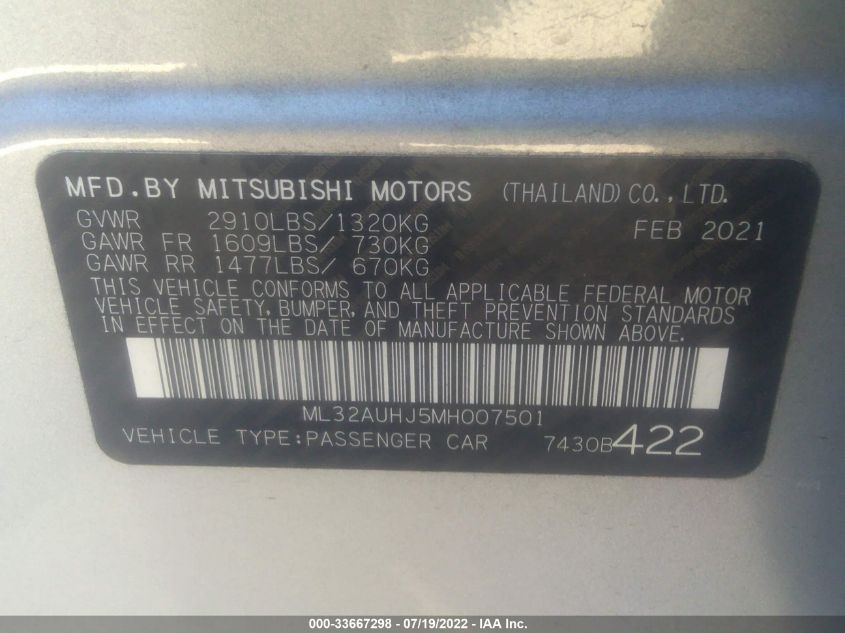 MFD.BY MITSUBISHI MOTORS (THAILAND) CO.,LTD.
GVWR 2910LBS/1320KG FEB 2021
GAWR FR 1609LBS/ 730KG
GAWR RR 1477LBS/ 670KG
THIS VEHICLE CONFORMS TO ALL APPLICABLE FEDERAL MOTOR
VEHICLE SAFETY, BUMPER, AND THEFT PREVENTION STANDARDS
IN EFFECT ON THE DATE OF MANUFACTURE SHOWN ABOVE.
ML32AUHJ5MH007501
VEHICLE TYPE:PASSENGER CAR 7430B422
000-33667298 - 07/19/2022 - IAA Inc.